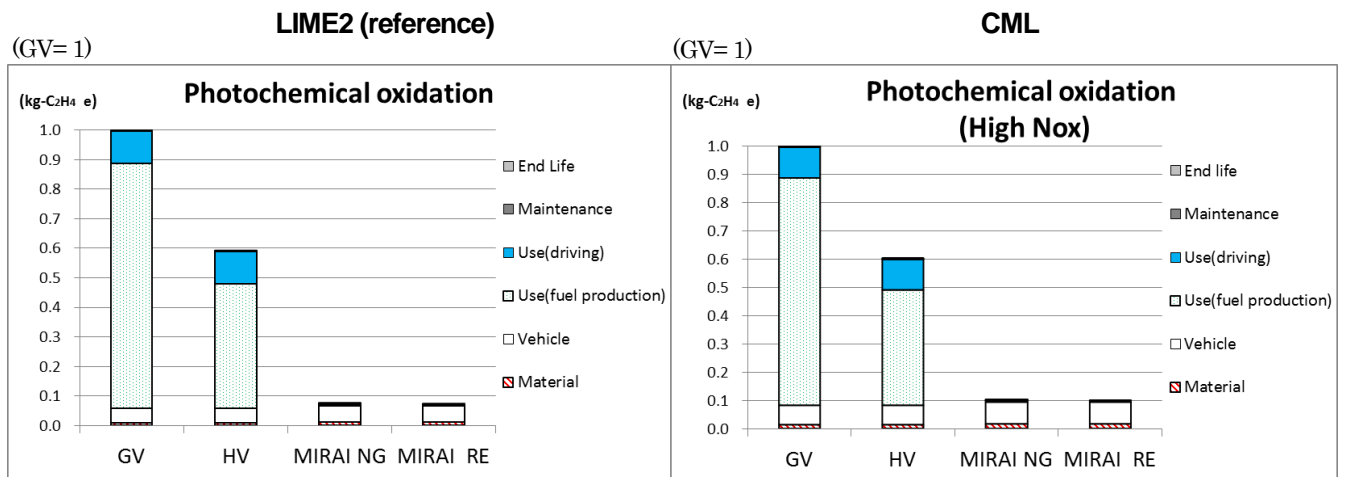 LIME2 (reference)
(GV= 1)
Photochemical oxidation
(kg-C2H4 e)
1.0
0.9
0.8
0.7
0.6
0.5
0.4
0.3
0.2
0.1
0.0
GV HV MIRAI NG MIRAI RE
End Life
Maintenance
Use(driving)
Use(fuel production)
Vehicle
Material
CML
(GV= 1)
Photochemical oxidation
(High Nox)
(kg-C2H4 e)
1.0
0.9
0.8
0.7
0.6
0.5
0.4
0.3
0.2
0.1
0.0
GV HV MIRAI NG MIRAI RE
End life
Maintenance
Use(driving)
Use(fuel production)
Vehicle
Material